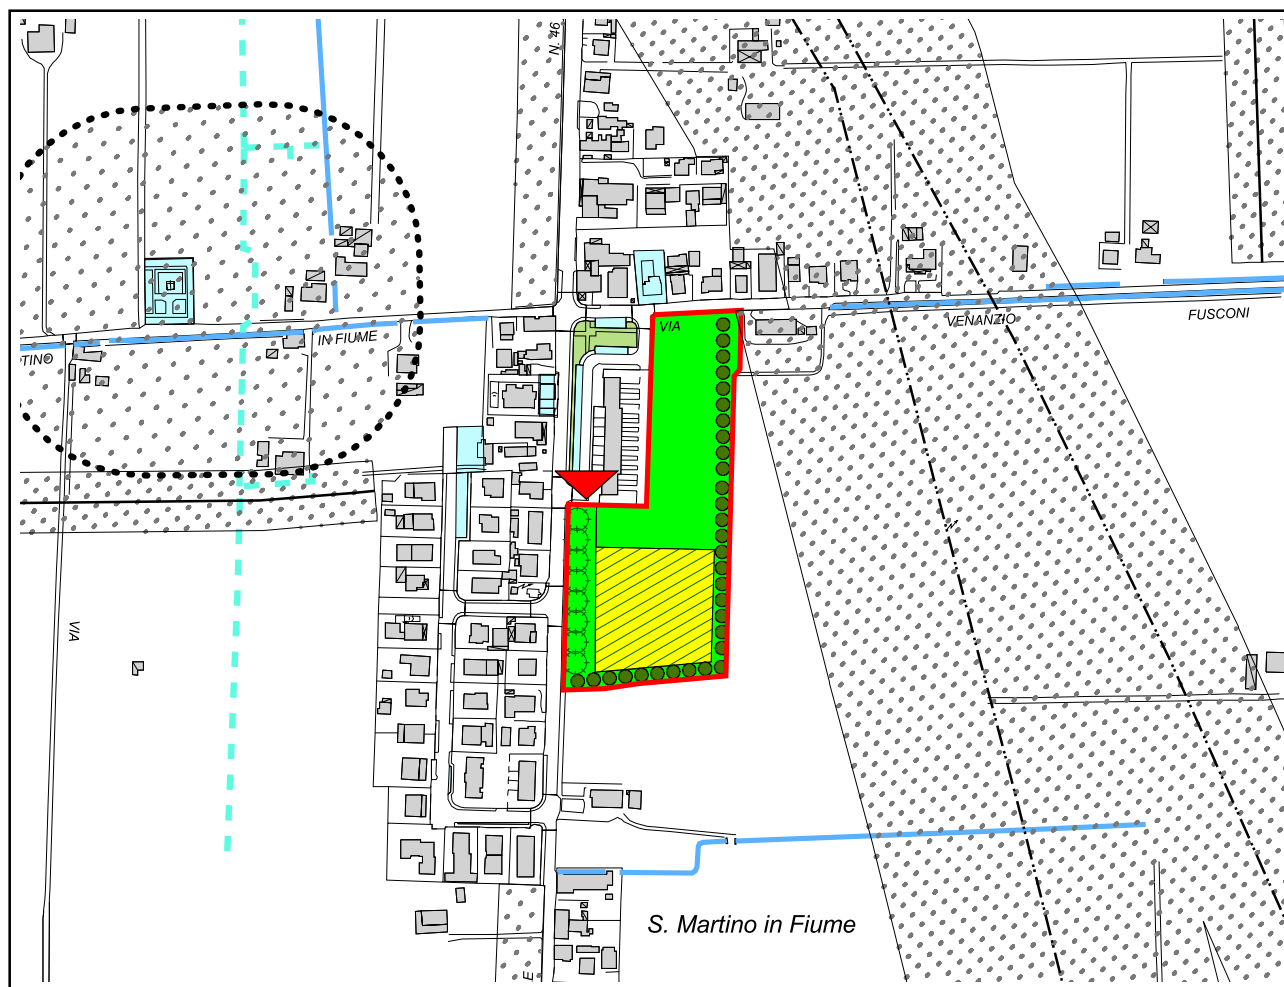 N. 46
VIA
VENANZIO
FUSCONI
TINO
IN FIUME
VIA
S. Martino in Fiume
E